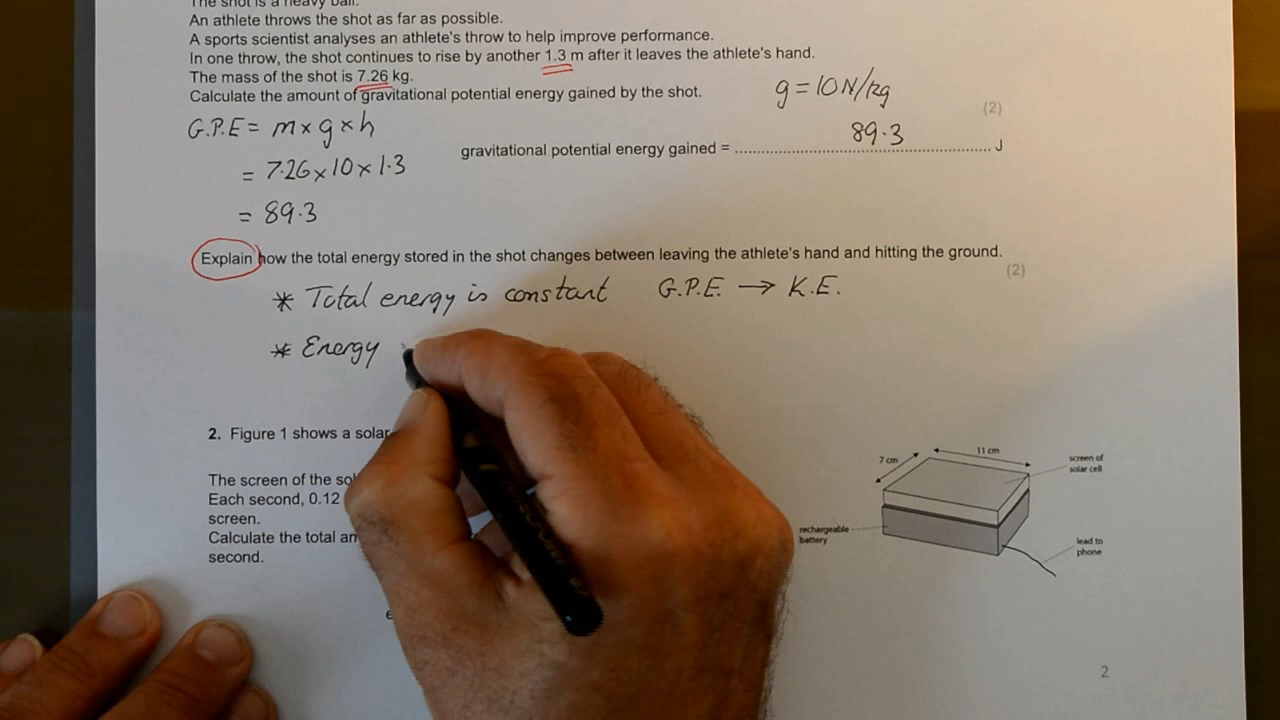 The shot is a heavy ball.
An athlete throws the shot as far as possible.
A sports scientist analyses an athlete's throw to help improve performance.
In one throw, the shot continues to rise by another 1.3 m after it leaves the athlete's hand.
The mass of the shot is 7.26 kg.
Calculate the amount of gravitational potential energy gained by the shot.
g = 10 N/kg
(2)
G.P.E = m x g x h
gravitational potential energy gained = 89.3 J
= 7.26 x 10 x 1.3
= 89.3
Explain how the total energy stored in the shot changes between leaving the athlete's hand and hitting the ground.
(2)
* Total energy is constant G.P.E. → K.E.
* Energy
2. Figure 1 shows a solar
The screen of the
Each second, 0.12
screen.
Calculate the total
second.
7 cm
11 cm
screen of
solar cell
rechargeable
battery
lead to
phone
2